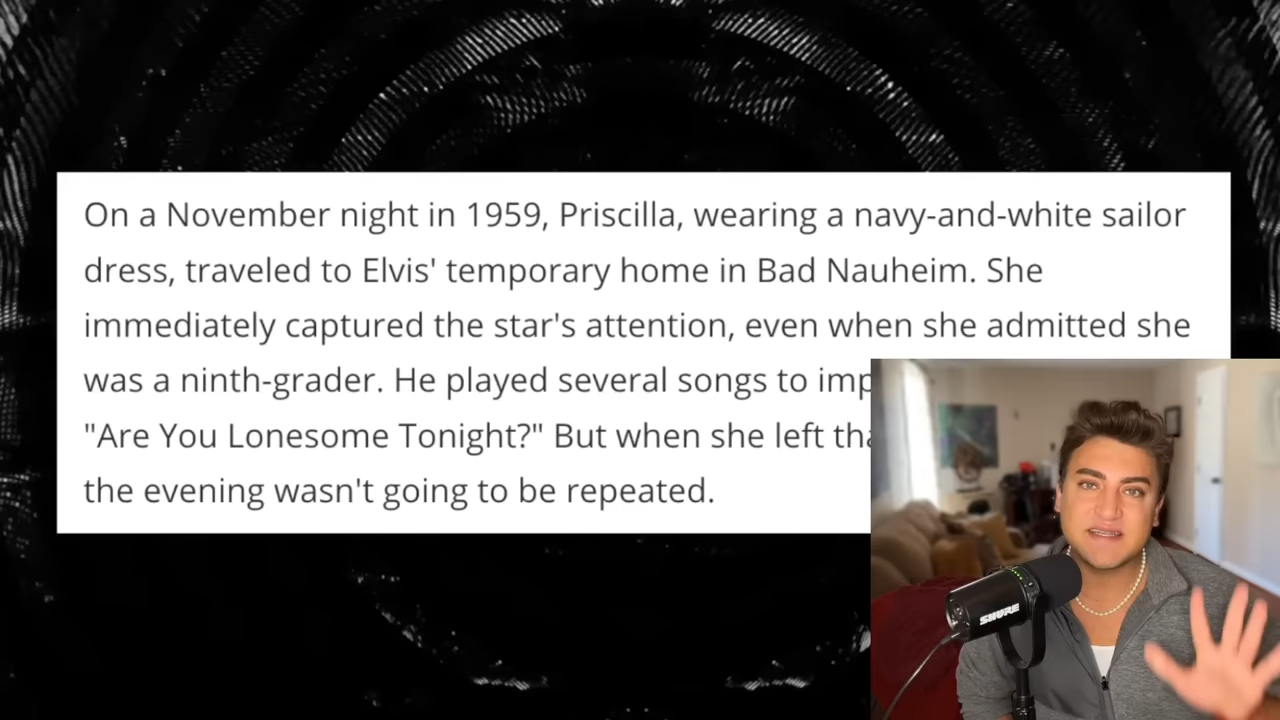 On a November night in 1959, Priscilla, wearing a navy-and-white sailor
dress, traveled to Elvis' temporary home in Bad Nauheim. She
immediately captured the star's attention, even when she admitted she
was a ninth-grader. He played several songs to
"Are You Lonesome Tonight?" But when she left
the evening wasn't going to be repeated.
SHURE